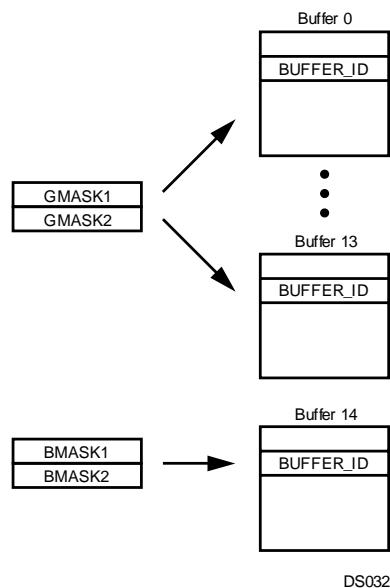 Buffer 0
BUFFER_ID
GMASK1
GMASK2
Buffer 13
BUFFER_ID
Buffer 14
BMASK1
BUFFER_ID
BMASK2
DS032